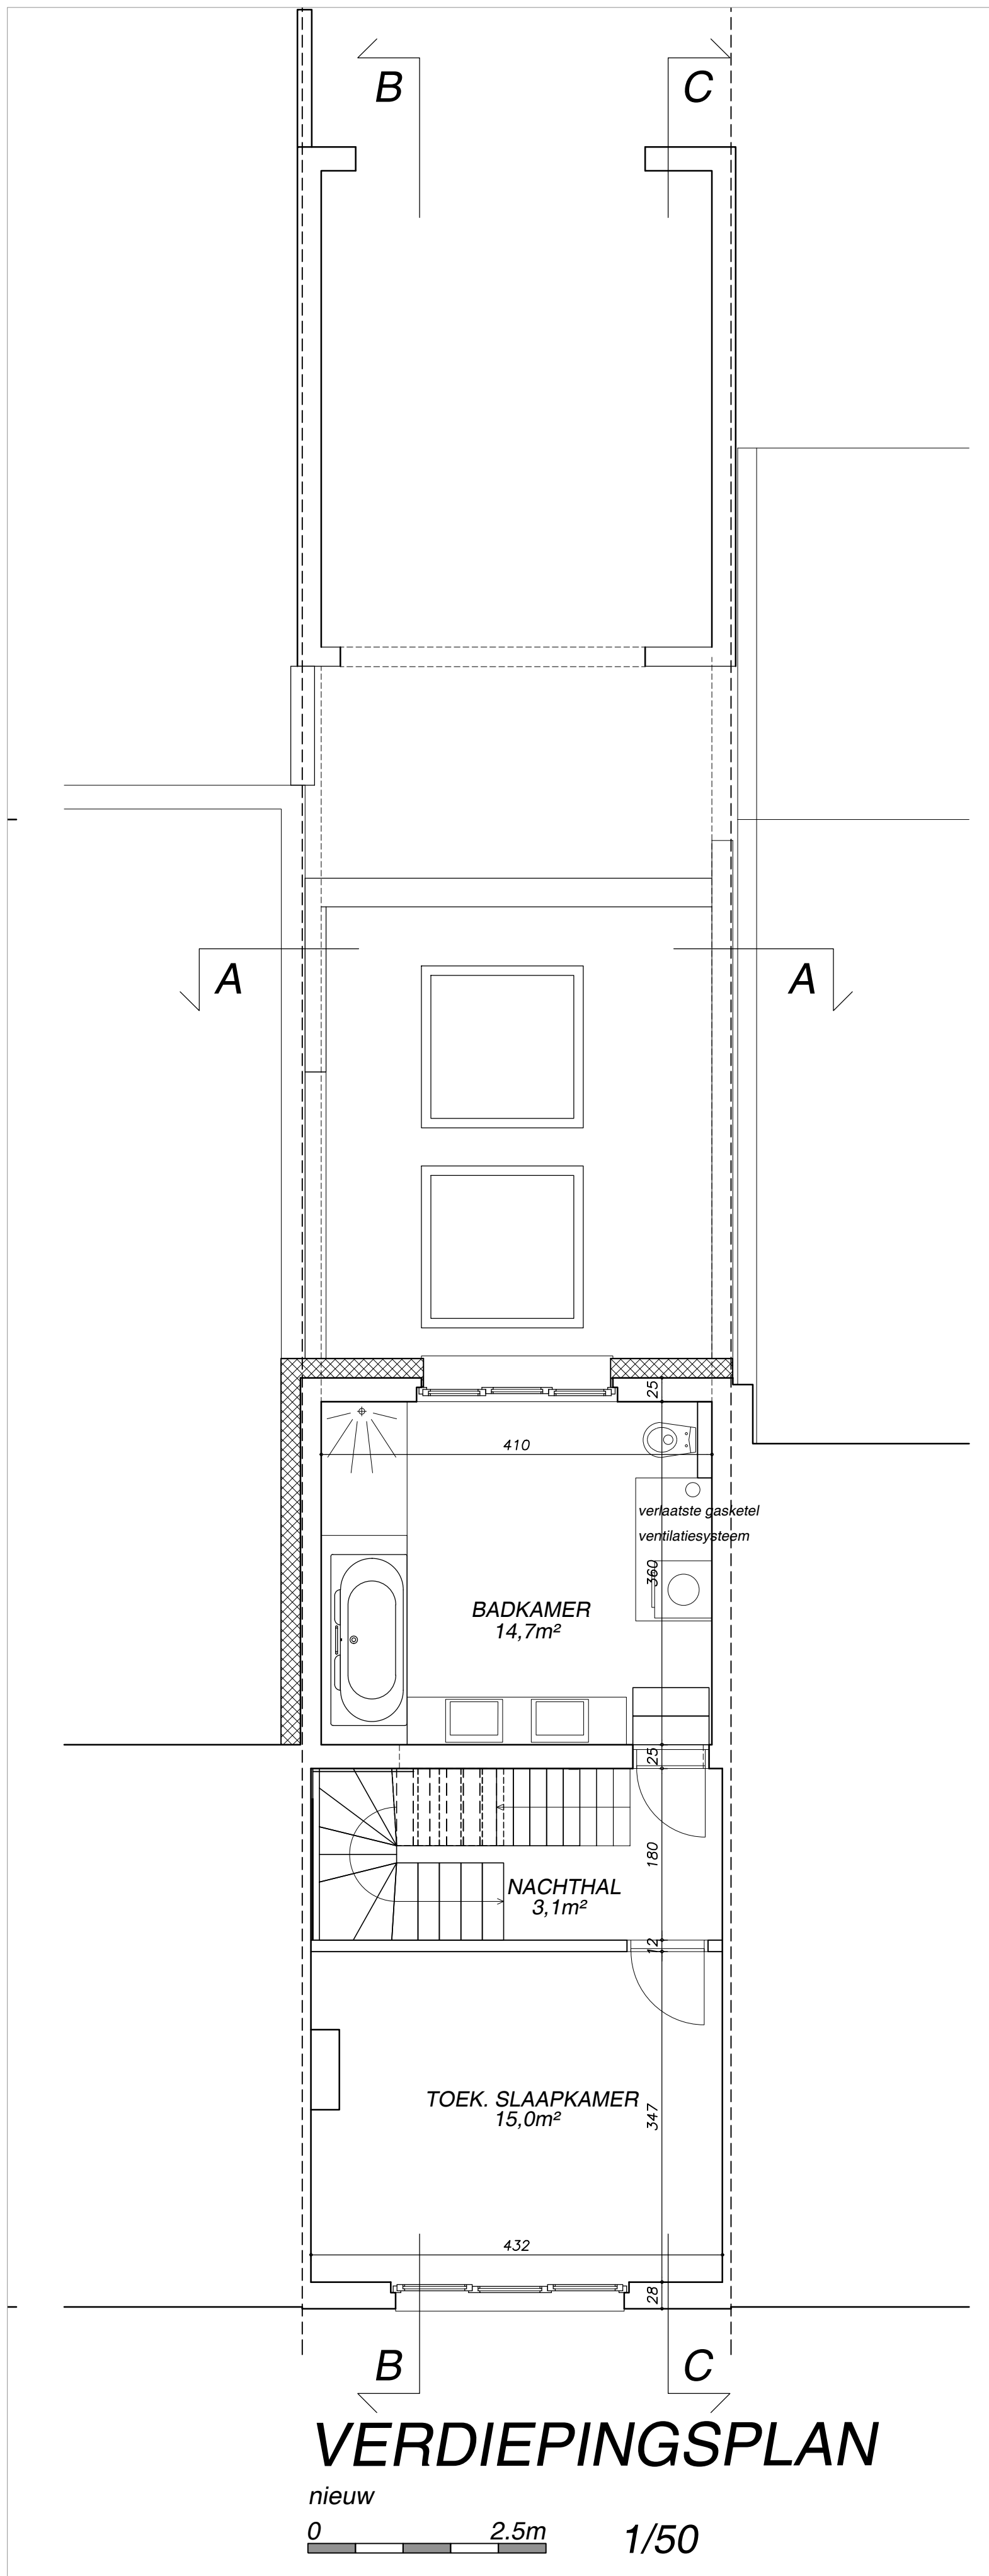 B
C
A
A
25
410
verlaatste gasketel
ventilatiesysteem
360
BADKAMER
14,7m²
25
180
NACHTHAL
3,1m²
12
TOEK. SLAAPKAMER
15,0m²
347
432
28
B
C
VERDIEPINGSPLAN
nieuw
0
2.5m
1/50